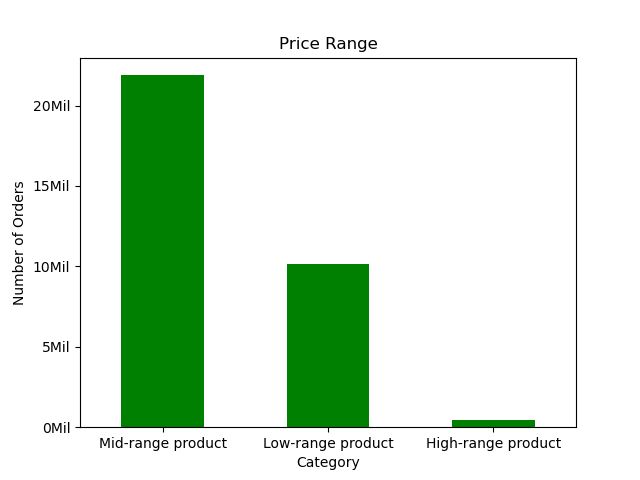 Price Range
Number of Orders
20Mil
15Mil
10Mil
5Mil
0Mil
Mid-range product
Low-range product
High-range product
Category